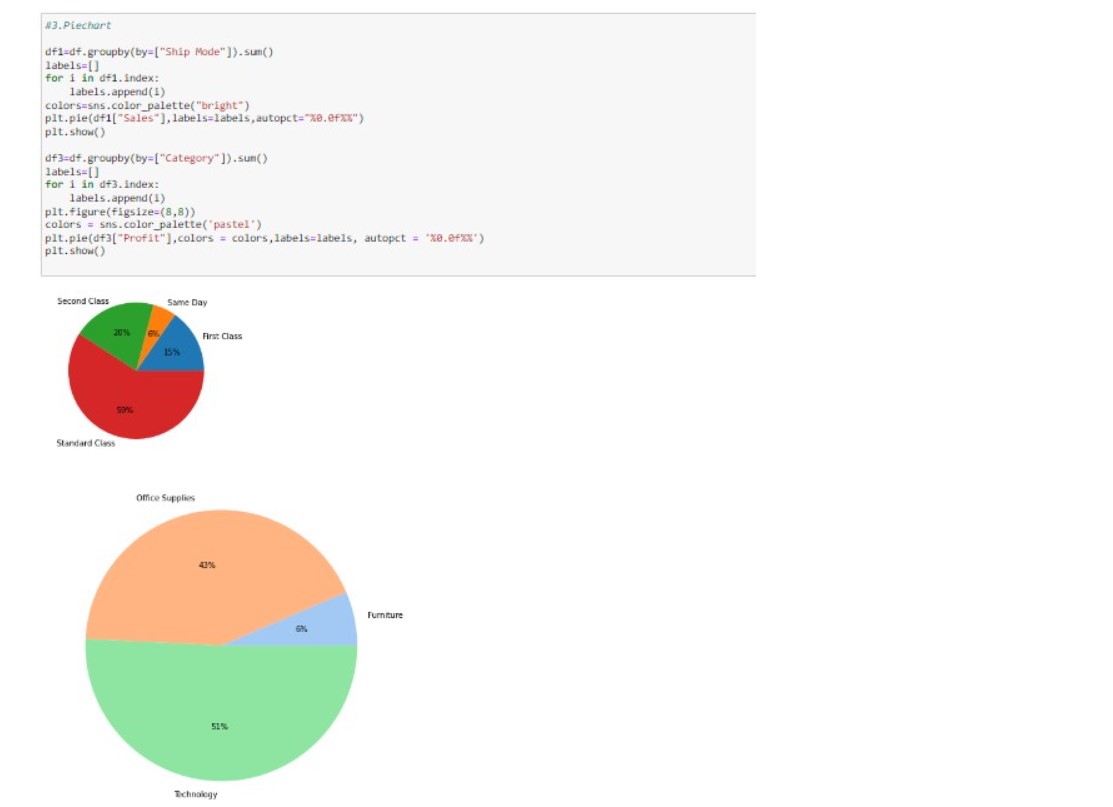 #3.Piechart
df1=df.groupby(by=["Ship Mode"]).sum()
labels=[]
for i in df1.index:
    labels.append(i)
colors=sns.color_palette("bright")
plt.pie(df1["Sales"],labels=labels,autopct="%0.0f%%")
plt.show()
df3=df.groupby(by=["Category"]).sum()
labels=[]
for i in df3.index:
    labels.append(i)
plt.figure(figsize=(8,8))
colors = sns.color_palette('pastel')
plt.pie(df3["Profit"],colors = colors,labels=labels, autopct = '%0.0f%%')
plt.show()
Second Class
Same Day
20%
6%
First Class
15%
59%
Standard Class
Office Supplies
43%
Furniture
6%
51%
Technology